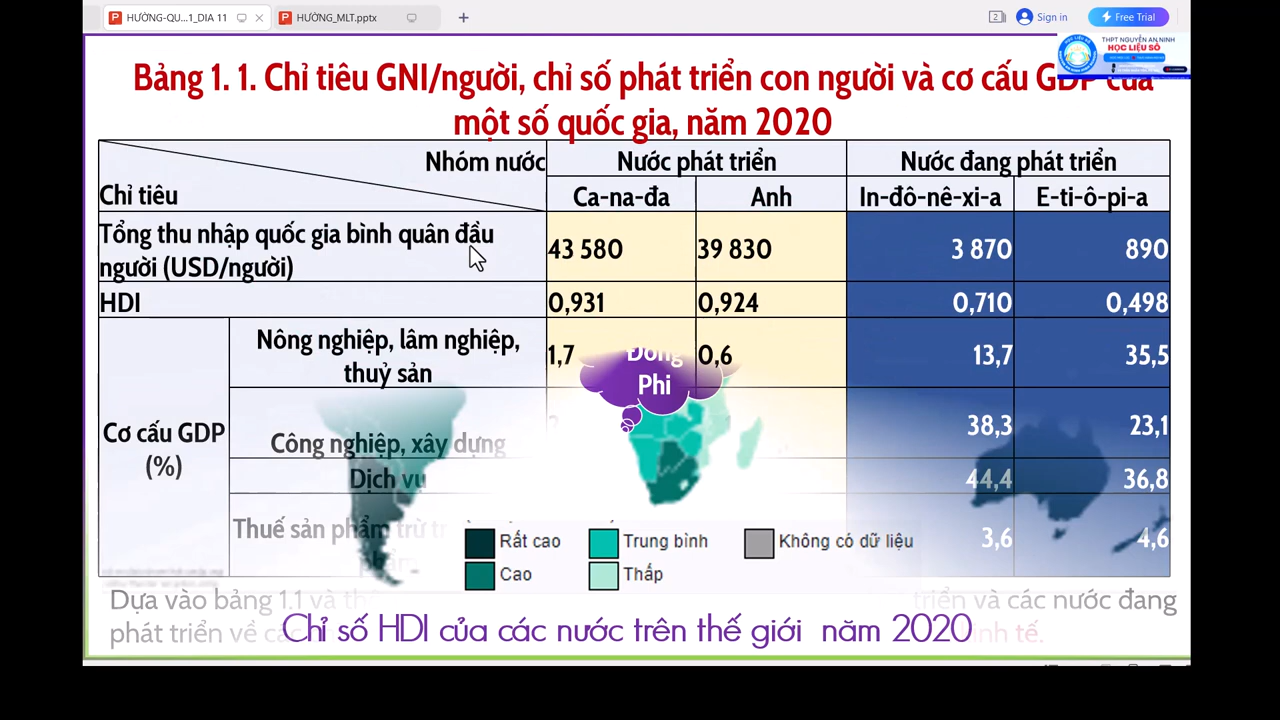 HƯỜNG-QU...1_DIA 11
HƯỜNG_MLT.pptx
Sign in
Free Trial
THPT NGUYỄN AN NINH
HỌC LIỆU SỐ
Bảng 1. 1. Chỉ tiêu GNI/người, chỉ số phát triển con người và cơ cấu GDP của
một số quốc gia, năm 2020
Nhóm nước
Nước phát triển
Nước đang phát triển
Chỉ tiêu
Ca-na-đa
Anh
In-đô-nê-xi-a
E-ti-ô-pi-a
Tổng thu nhập quốc gia bình quân đầu
người (USD/người)
43 580
39 830
3 870
890
HDI
0,931
0,924
0,710
0,498
Cơ cấu GDP
(%)
Nông nghiệp, lâm nghiệp,
thuỷ sản
1,7
0,6
13,7
35,5
Đông
Phi
Công nghiệp, xây dựng
38,3
23,1
Dịch vụ
44,4
36,8
Thuế sản phẩm trừ
3,6
4,6
Rất cao
Trung bình
Không có dữ liệu
Cao
Thấp
Dựa vào bảng 1.1 và
triển và các nước đang
phát triển về
Chỉ số HDI của các nước trên thế giới năm 2020